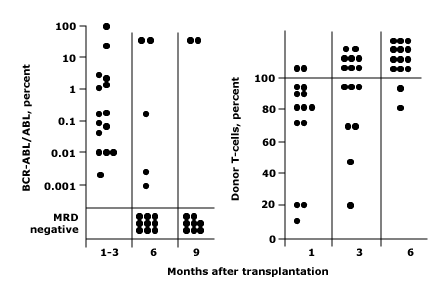 BCR-ABL/ABL, percent
100
10
1
0.1
0.01
0.001
MRD
negative
1-3 6 9
Donor T-cells, percent
100
80
60
40
20
0
1 3 6
Months after transplantation